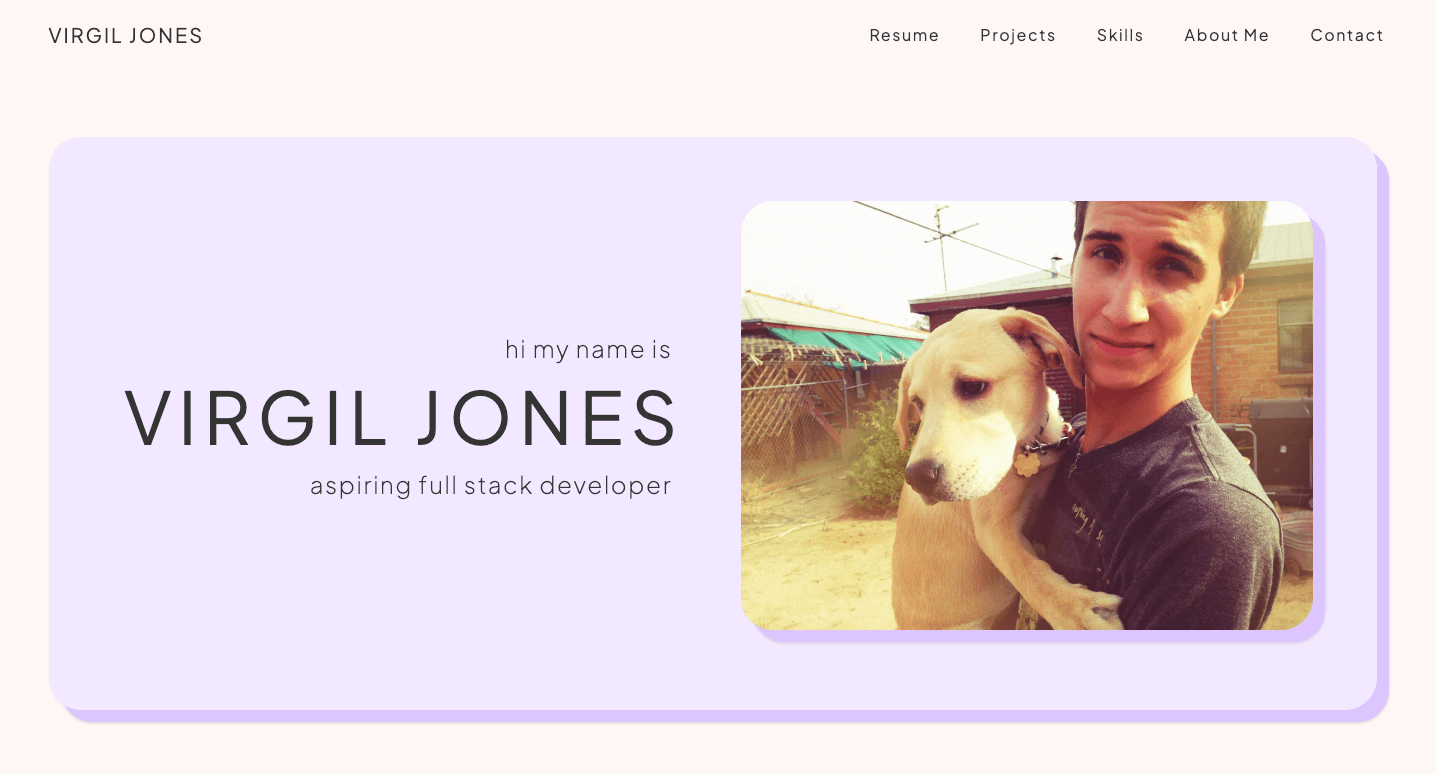 VIRGIL JONES
Resume Projects Skills About Me Contact
hi my name is
VIRGIL JONES
aspiring full stack developer